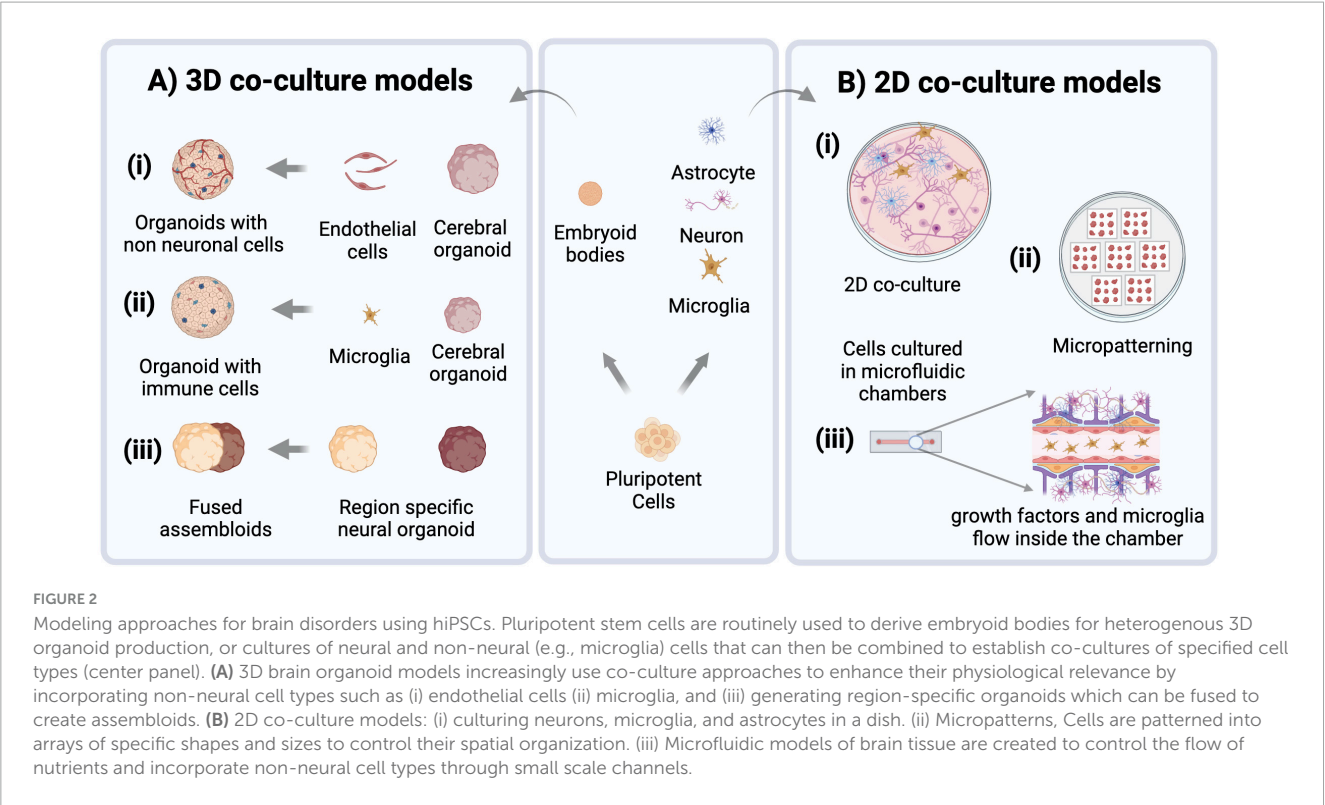 A) 3D co-culture models
(i)
Organoids with
non neuronal cells
Endothelial
cells
Cerebral
organoid
(ii)
Organoid with
immune cells
Microglia
Cerebral
organoid
(iii)
Fused
assembloids
Region specific
neural organoid
Embryoid
bodies
Astrocyte
Neuron
Microglia
Pluripotent
Cells
B) 2D co-culture models
(i)
2D co-culture
(ii)
Micropatterning
Cells cultured
in microfluidic
chambers
(iii)
growth factors and microglia
flow inside the chamber
FIGURE 2
Modeling approaches for brain disorders using hiPSCs. Pluripotent stem cells are routinely used to derive embryoid bodies for heterogenous 3D
organoid production, or cultures of neural and non-neural (e.g., microglia) cells that can then be combined to establish co-cultures of specified cell
types (center panel). (A) 3D brain organoid models increasingly use co-culture approaches to enhance their physiological relevance by
incorporating non-neural cell types such as (i) endothelial cells (ii) microglia, and (iii) generating region-specific organoids which can be fused to
create assembloids. (B) 2D co-culture models: (i) culturing neurons, microglia, and astrocytes in a dish. (ii) Micropatterns, Cells are patterned into
arrays of specific shapes and sizes to control their spatial organization. (iii) Microfluidic models of brain tissue are created to control the flow of
nutrients and incorporate non-neural cell types through small scale channels.